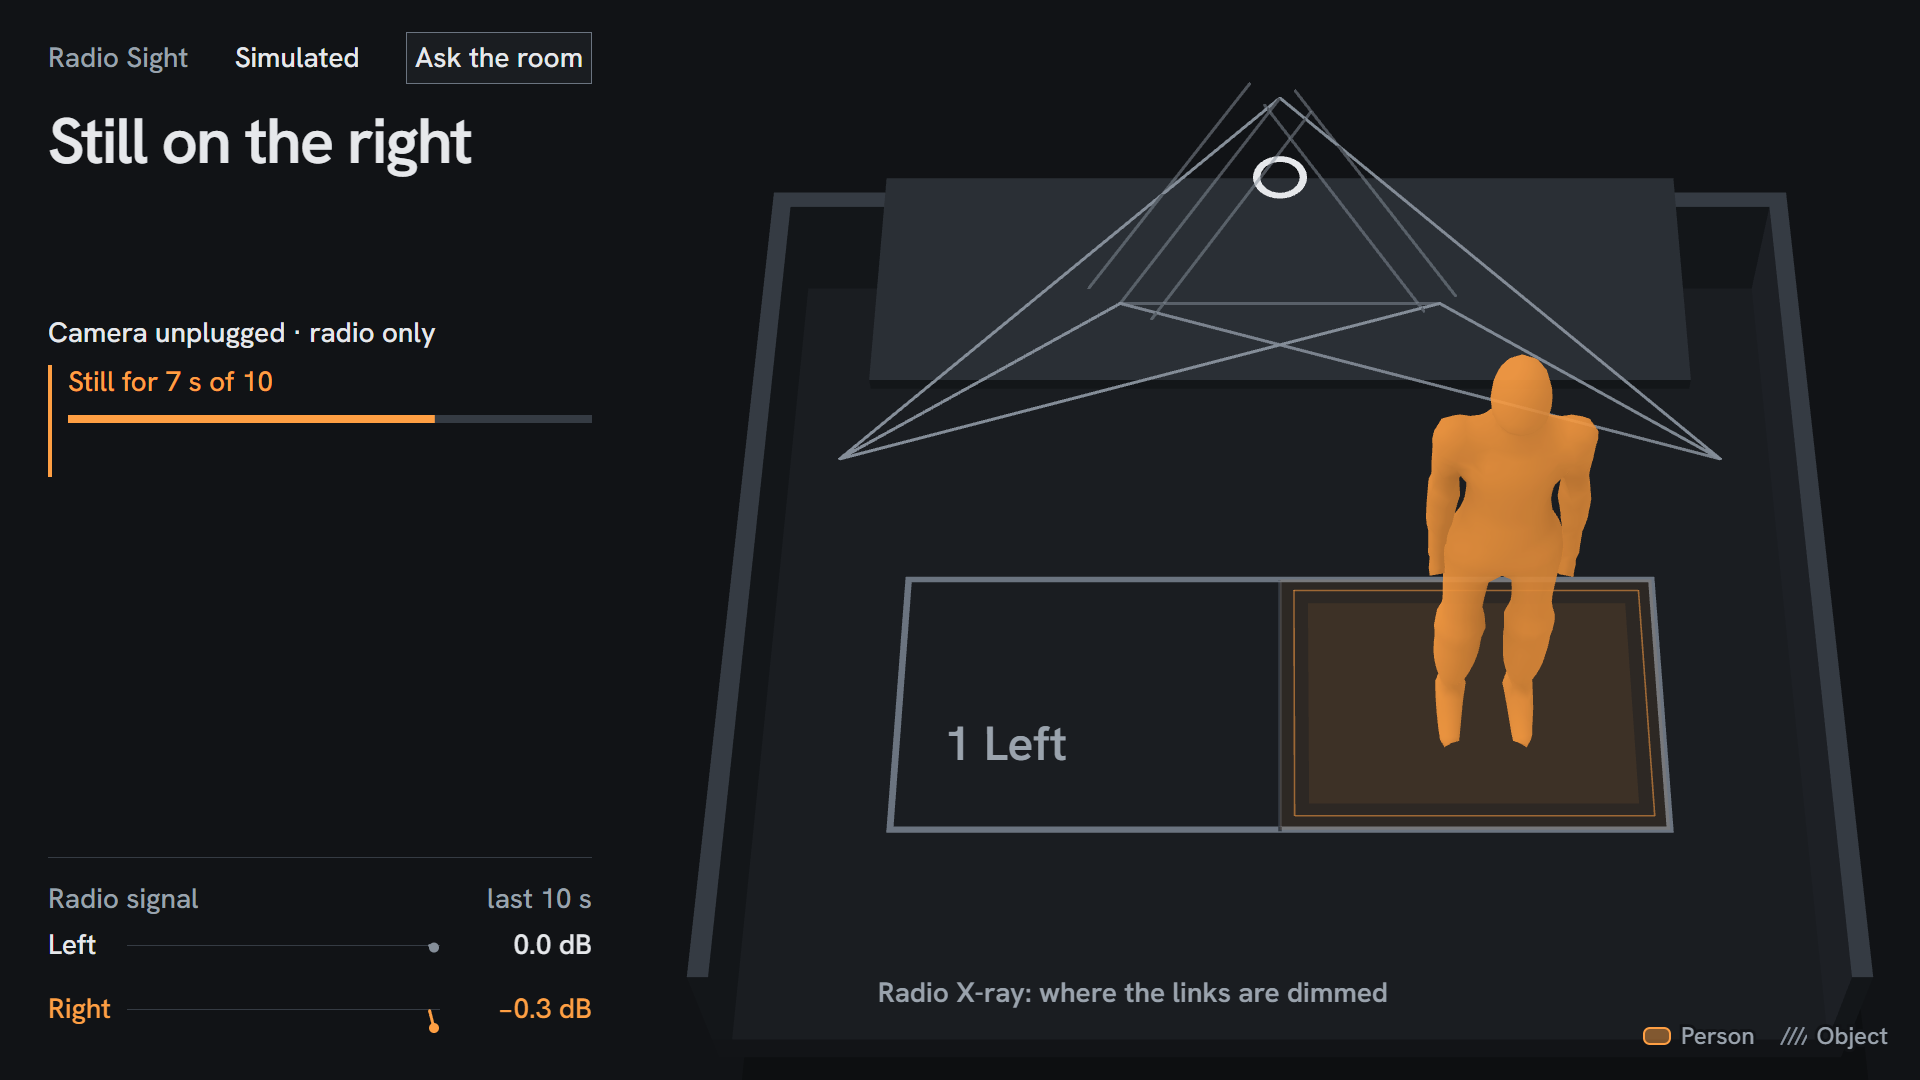 Radio Sight Simulated Ask the room
Still on the right
Camera unplugged · radio only
Still for 7 s of 10
1 Left
Radio signal last 10 s
Left 0.0 dB
Right −0.3 dB
Radio X-ray: where the links are dimmed
Person Object